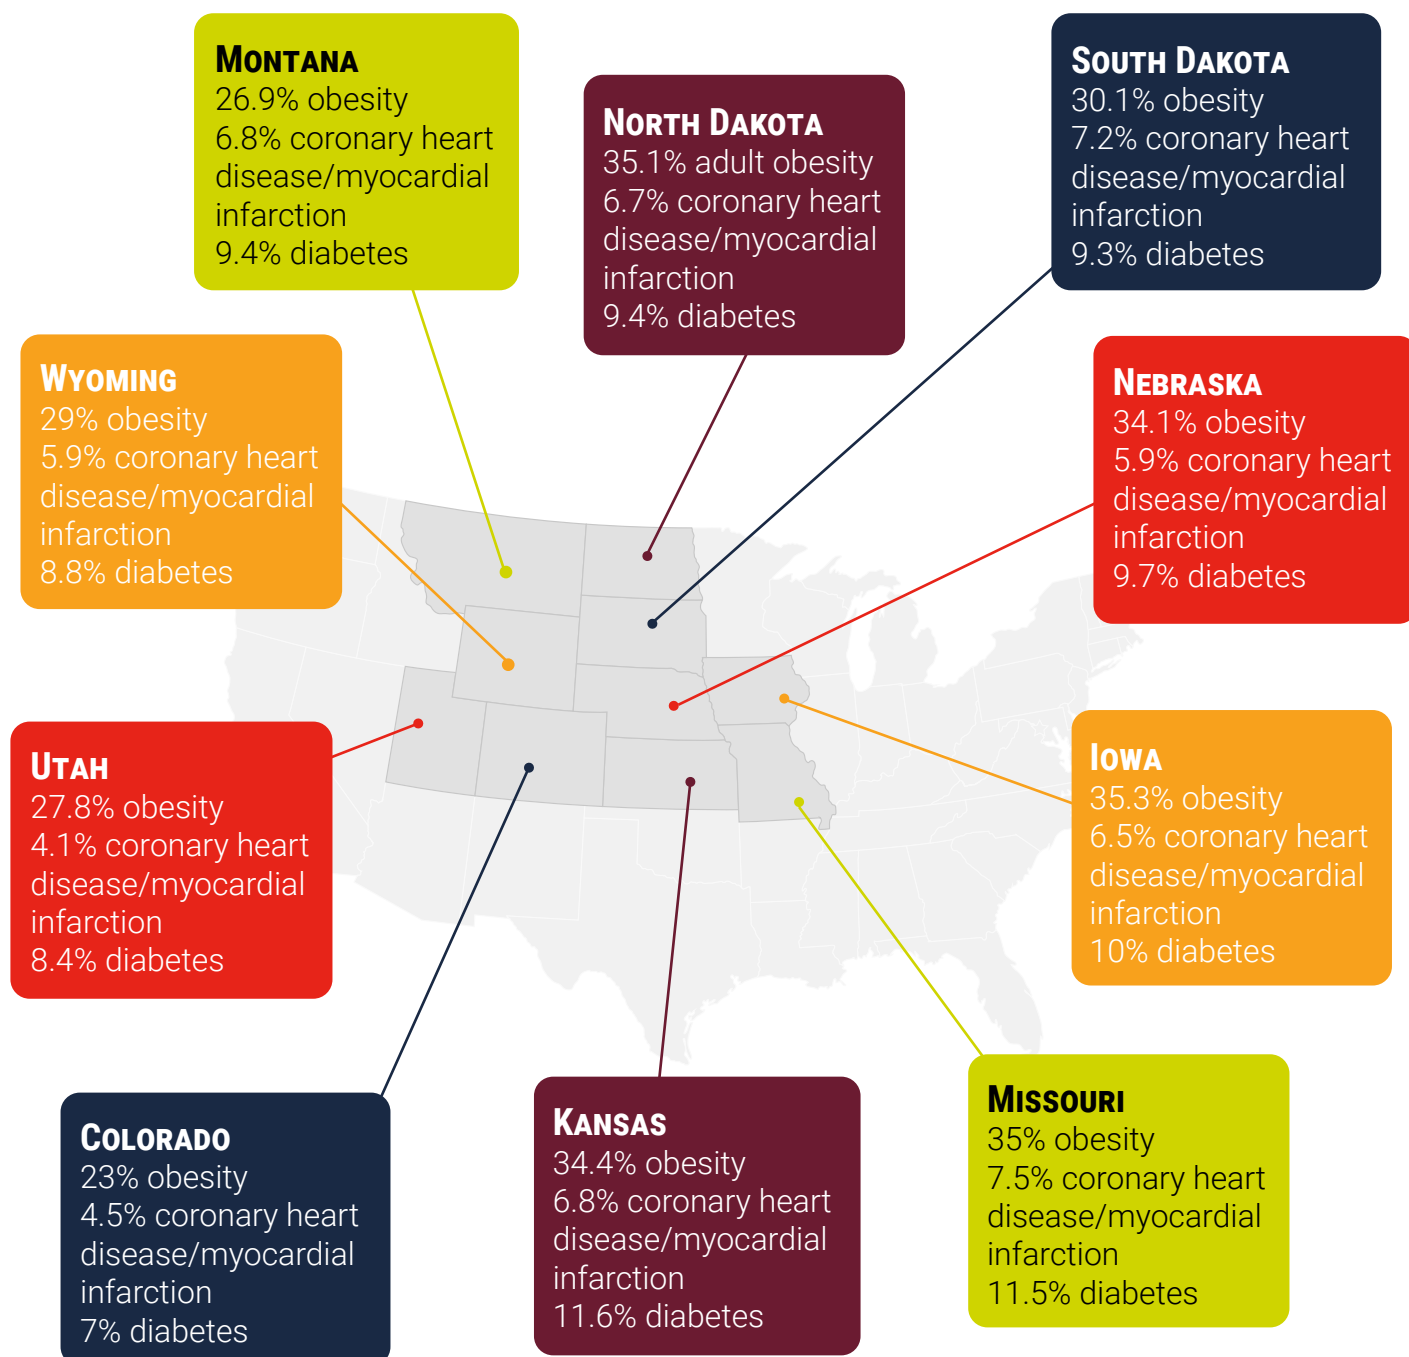 MONTANA
26.9% obesity
6.8% coronary heart
disease/myocardial
infarction
9.4% diabetes
NORTH DAKOTA
35.1% adult obesity
6.7% coronary heart
disease/myocardial
infarction
9.4% diabetes
SOUTH DAKOTA
30.1% obesity
7.2% coronary heart
disease/myocardial
infarction
9.3% diabetes
WYOMING
29% obesity
5.9% coronary heart
disease/myocardial
infarction
8.8% diabetes
NEBRASKA
34.1% obesity
5.9% coronary heart
disease/myocardial
infarction
9.7% diabetes
UTAH
27.8% obesity
4.1% coronary heart
disease/myocardial
infarction
8.4% diabetes
IOWA
35.3% obesity
6.5% coronary heart
disease/myocardial
infarction
10% diabetes
COLORADO
23% obesity
4.5% coronary heart
disease/myocardial
infarction
7% diabetes
KANSAS
34.4% obesity
6.8% coronary heart
disease/myocardial
infarction
11.6% diabetes
MISSOURI
35% obesity
7.5% coronary heart
disease/myocardial
infarction
11.5% diabetes